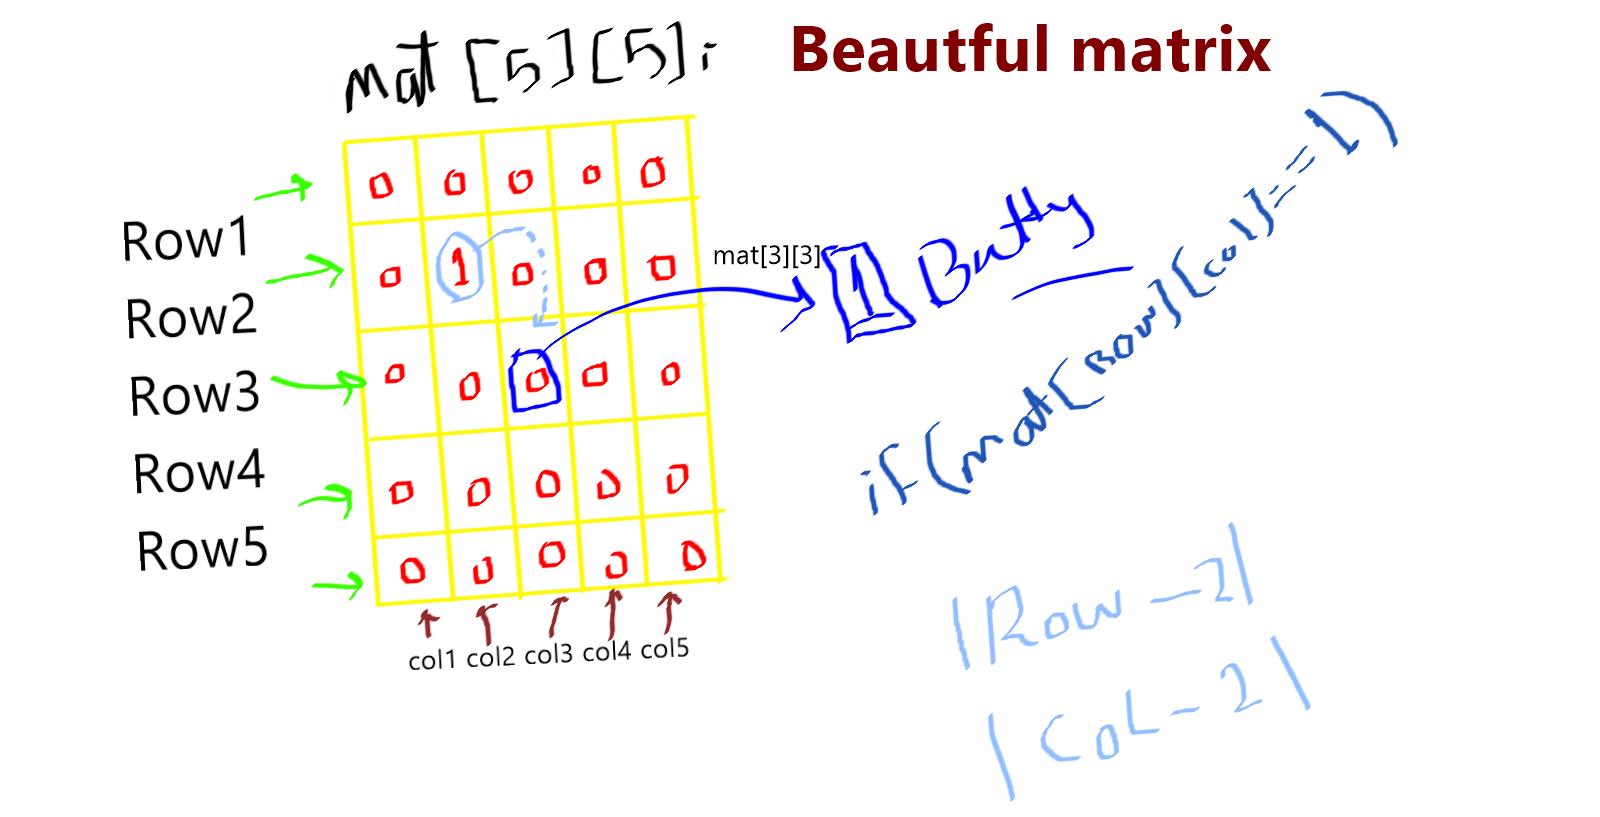 mat [5][5];
Beautful matrix
0 0 0 0 0
0 1 0 0 0
0 0 0 0 0
0 0 0 0 0
0 0 0 0 0
Row1
Row2
Row3
Row4
Row5
col1 col2 col3 col4 col5
mat[3][3]
1
if(mat[Row][col]==1)
|Row-2|
|CoL-2|